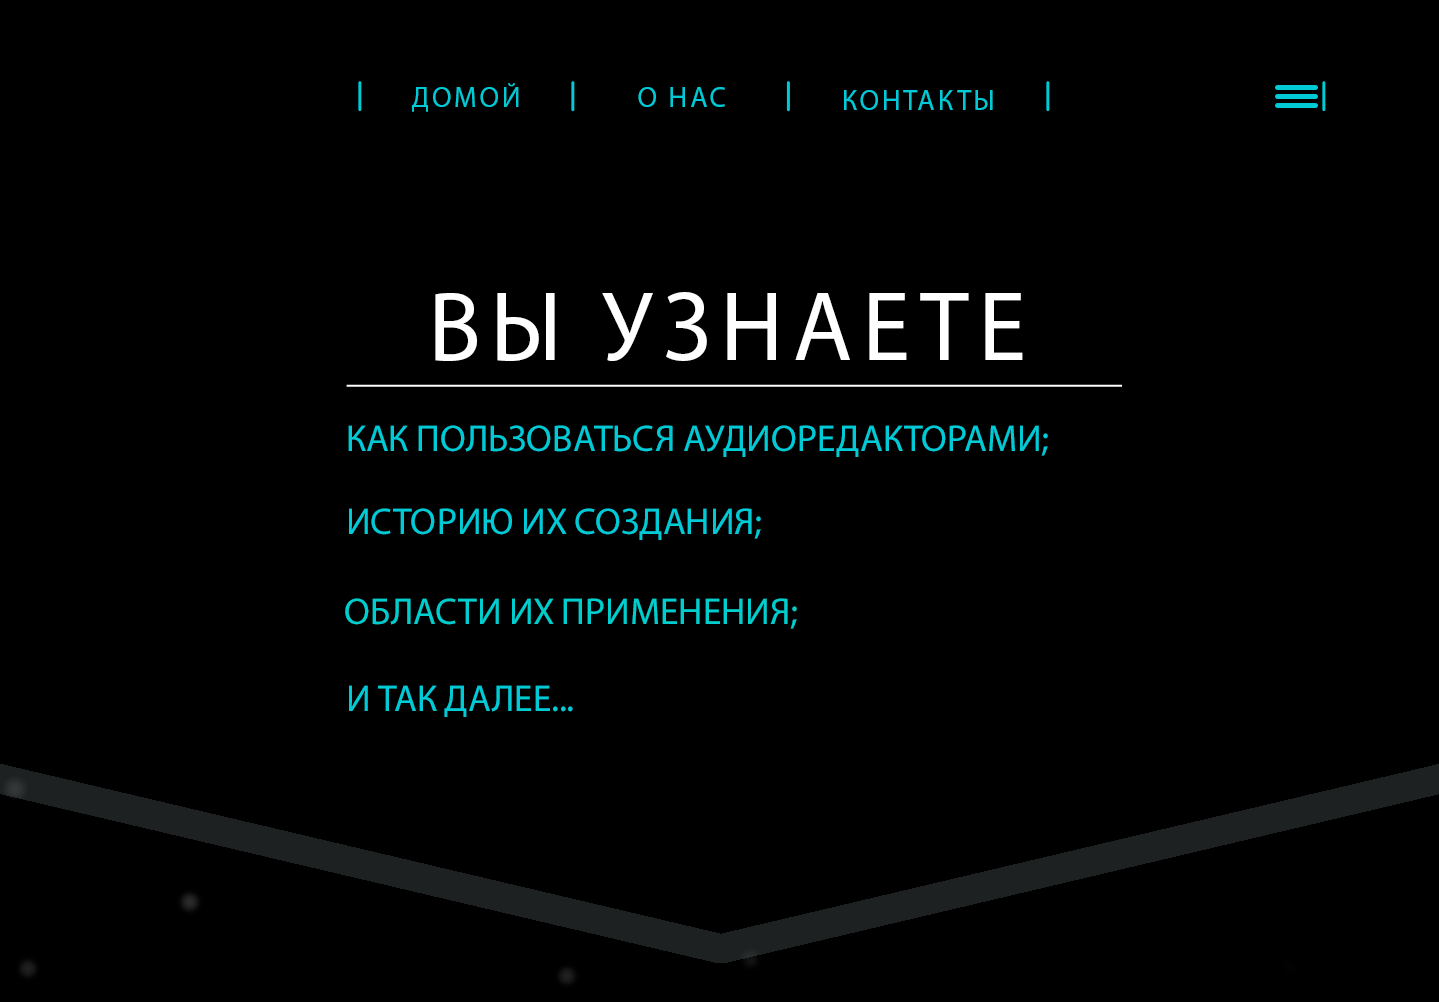 ДОМОЙ О НАС КОНТАКТЫ
ВЫ УЗНАЕТЕ
КАК ПОЛЬЗОВАТЬСЯ АУДИОРЕДАКТОРАМИ;
ИСТОРИЮ ИХ СОЗДАНИЯ;
ОБЛАСТИ ИХ ПРИМЕНЕНИЯ;
И ТАК ДАЛЕЕ...